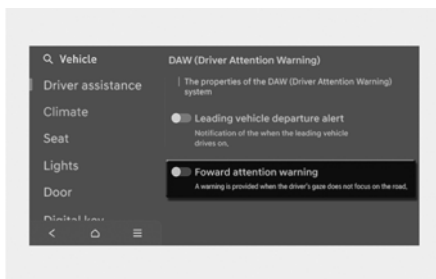 Vehicle
DAW (Driver Attention Warning)
Driver assistance
The properties of the DAW (Driver Attention Warning)
system
Climate
Leading vehicle departure alert
Seat
Notification of the when the leading vehicle
drives on.
Lights
Foward attention warning
A warning is provided when the driver's gaze does not focus on the road.
Door
Digital key